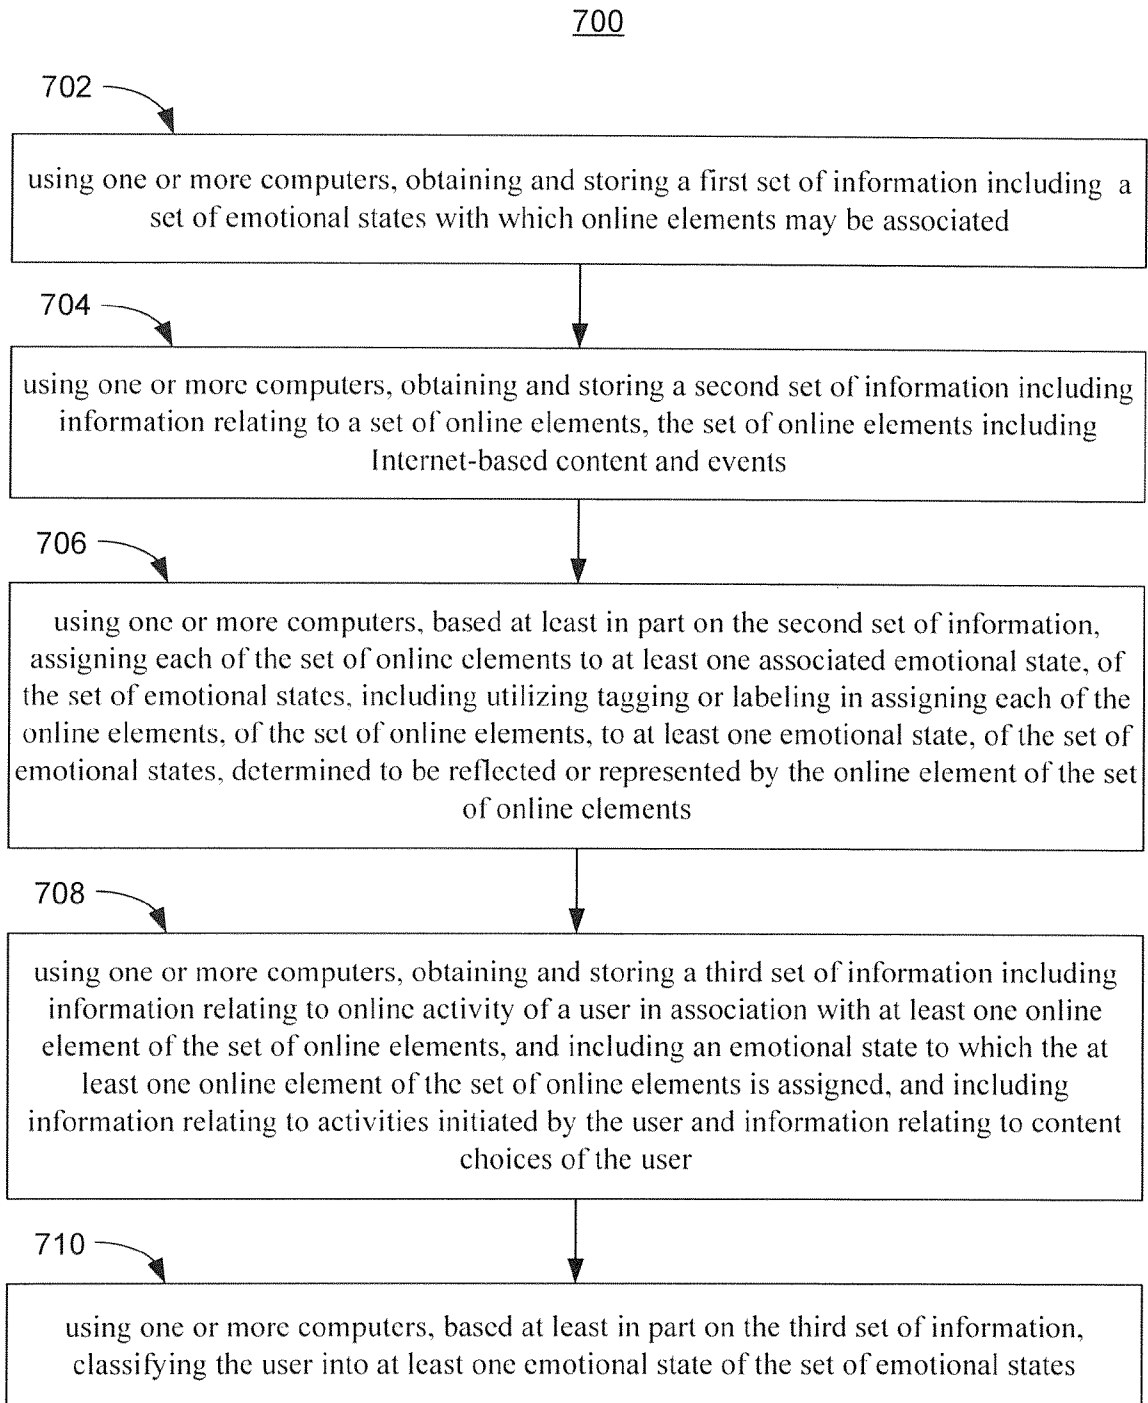 700
702
using one or more computers, obtaining and storing a first set of information including a
set of emotional states with which online elements may be associated
704
using one or more computers, obtaining and storing a second set of information including
information relating to a set of online elements, the set of online elements including
Internet-based content and events
706
using one or more computers, based at least in part on the second set of information,
assigning each of the set of online elements to at least one associated emotional state, of
the set of emotional states, including utilizing tagging or labeling in assigning each of the
online elements, of the set of online elements, to at least one emotional state, of the set of
emotional states, determined to be reflected or represented by the online element of the set
of online elements
708
using one or more computers, obtaining and storing a third set of information including
information relating to online activity of a user in association with at least one online
element of the set of online elements, and including an emotional state to which the at
least one online element of the set of online elements is assigned, and including
information relating to activities initiated by the user and information relating to content
choices of the user
710
using one or more computers, based at least in part on the third set of information,
classifying the user into at least one emotional state of the set of emotional states